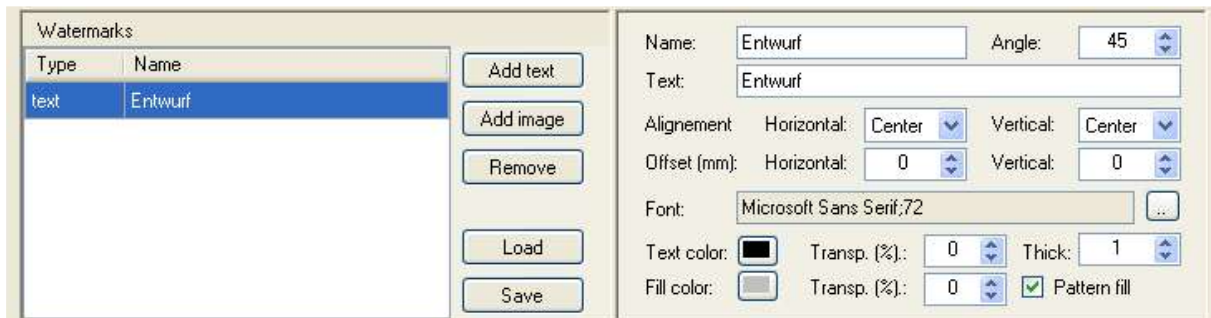 Watermarks
Type Name
text Entwurf
Add text
Add image
Remove
Load
Save
Name: Entwurf Angle: 45
Text: Entwurf
Alignement Horizontal: Center Vertical: Center
Offset (mm): Horizontal: 0 Vertical: 0
Font: Microsoft Sans Serif;72 ...
Text color: Transp. (%).: 0 Thick: 1
Fill color: Transp. (%).: 0 Pattern fill